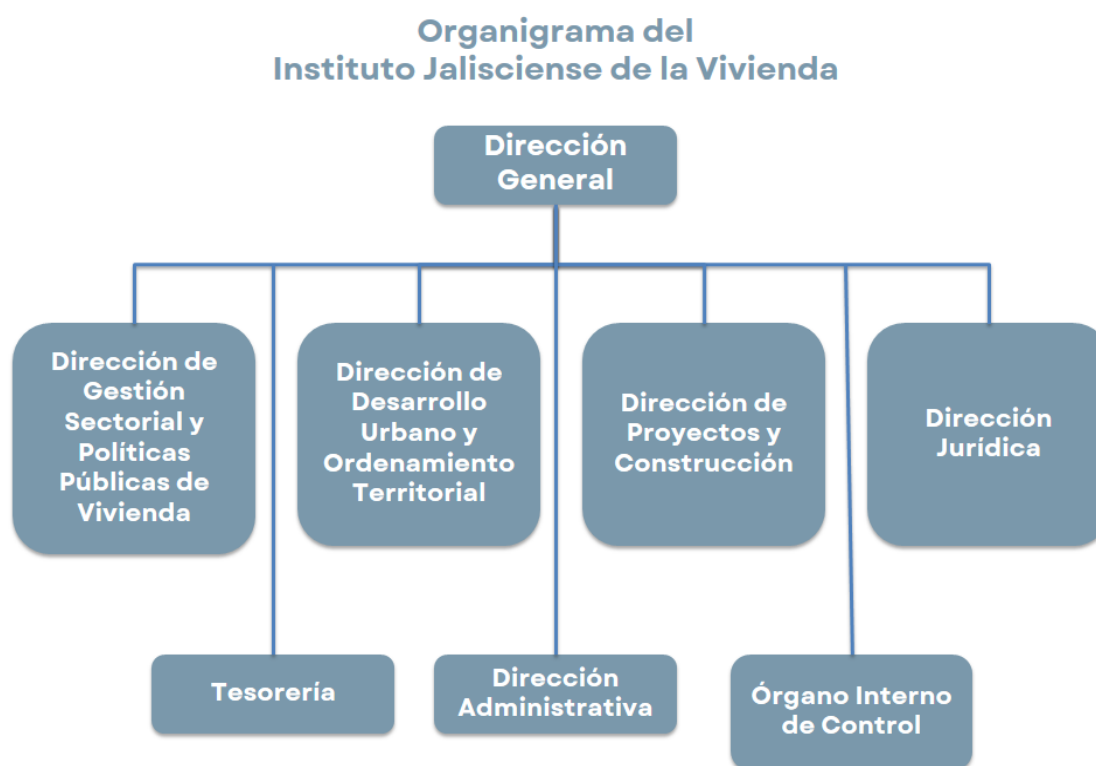 Organigrama del
Instituto Jalisciense de la Vivienda
Dirección
General
Dirección de
Gestión
Sectorial y
Políticas
Públicas de
Vivienda
Dirección de
Desarrollo
Urbano y
Ordenamiento
Territorial
Dirección de
Proyectos y
Construcción
Dirección
Jurídica
Tesorería
Dirección
Administrativa
Órgano Interno
de Control